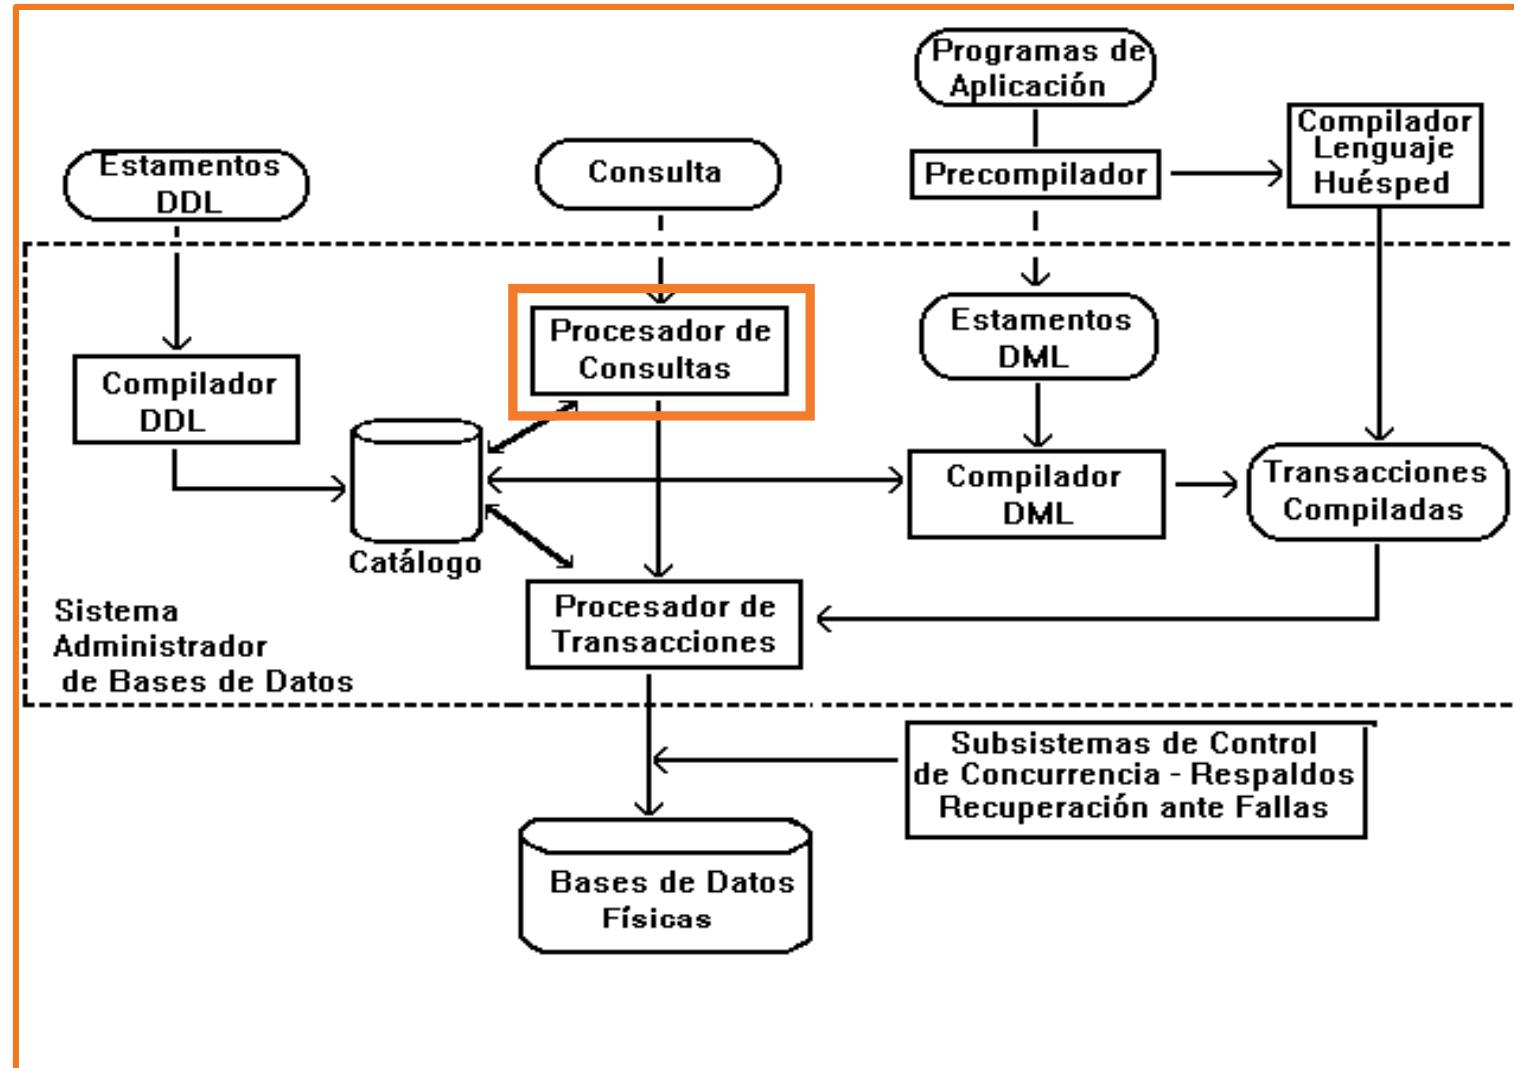 Programas de
Aplicación
Compilador
Lenguaje
Huésped
Estamentos
DDL
Consulta
Precompilador
Procesador de
Consultas
Estamentos
DML
Compilador
DDL
Compilador
DML
Transacciones
Compiladas
Catálogo
Procesador de
Transacciones
Sistema
Administrador
de Bases de Datos
Subsistemas de Control
de Concurrencia - Respaldos
Recuperación ante Fallas
Bases de Datos
Físicas